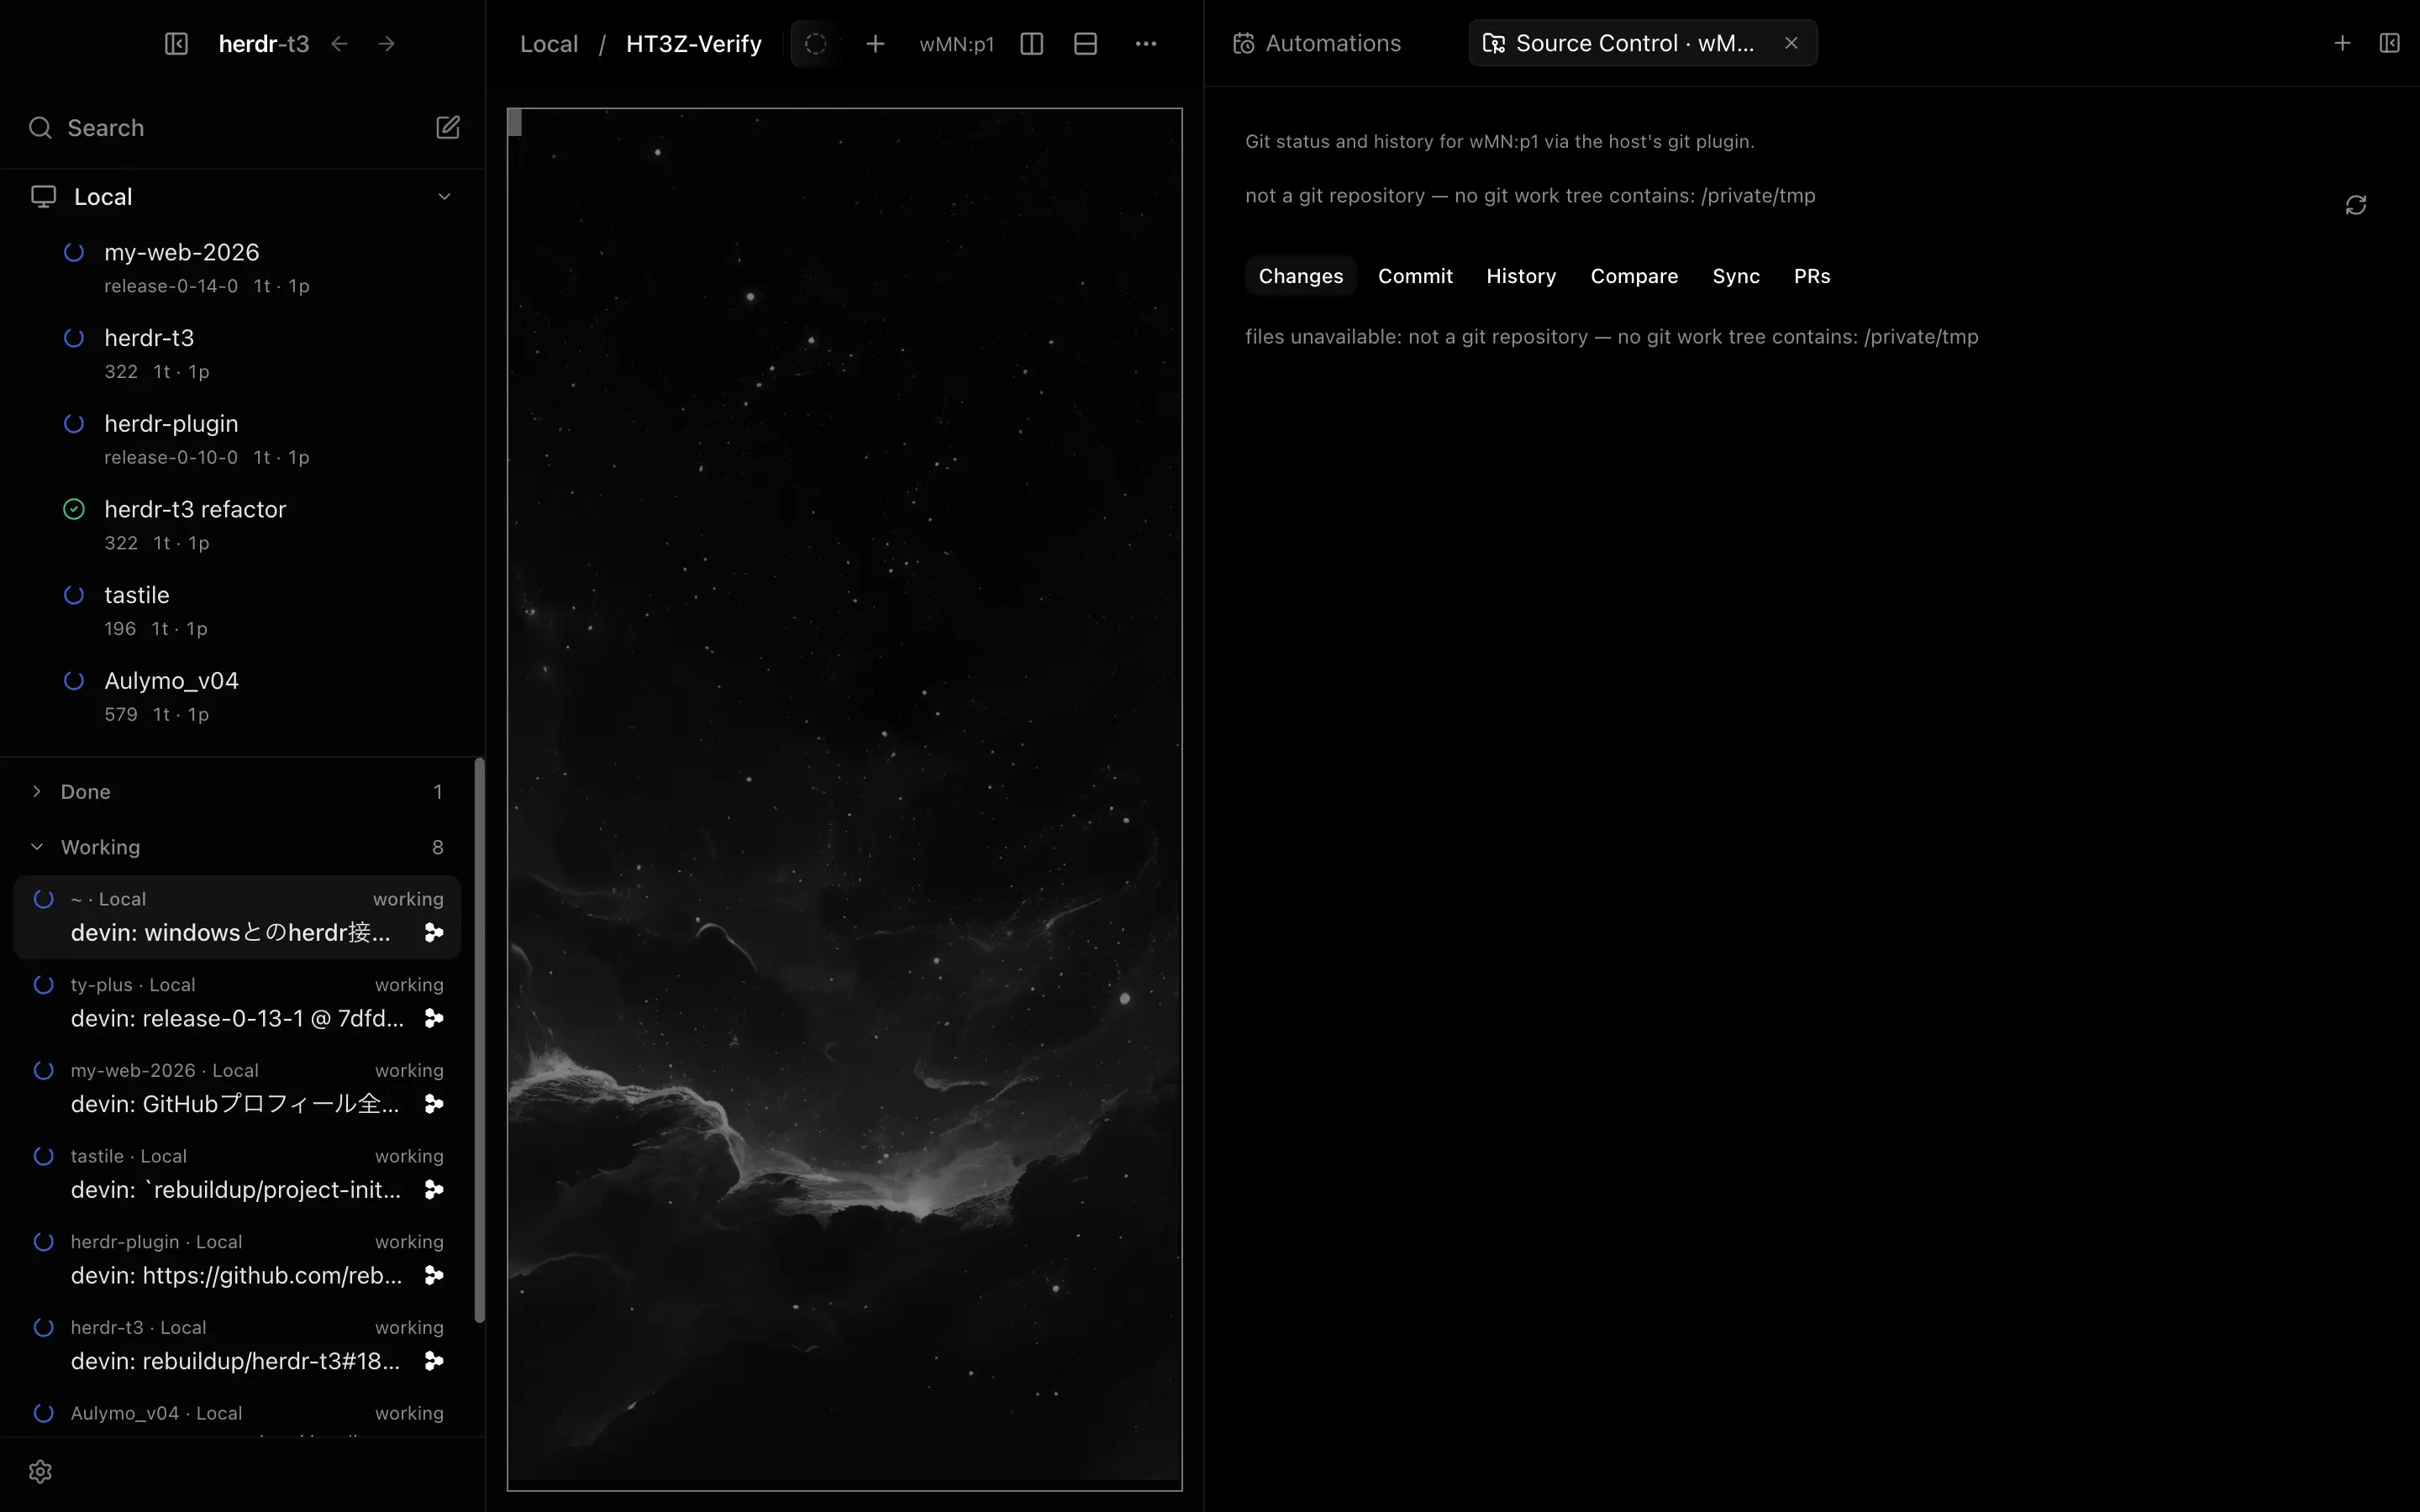 herdr-t3
Search
Local
my-web-2026
release-0-14-0 1t · 1p
herdr-t3
322 1t · 1p
herdr-plugin
release-0-10-0 1t · 1p
herdr-t3 refactor
322 1t · 1p
tastile
196 1t · 1p
Aulymo_v04
579 1t · 1p
Done 1
Working 8
~ · Local working
devin: windowsとのherdr接...
ty-plus · Local working
devin: release-0-13-1 @ 7dfd...
my-web-2026 · Local working
devin: GitHubプロフィール全...
tastile · Local working
devin: `rebuildup/project-init...
herdr-plugin · Local working
devin: https://github.com/reb...
herdr-t3 · Local working
devin: rebuildup/herdr-t3#18...
Aulymo_v04 · Local working
Local / HT3Z-Verify
wMN:p1
Automations
Source Control · wM...
Git status and history for wMN:p1 via the host's git plugin.
not a git repository — no git work tree contains: /private/tmp
Changes Commit History Compare Sync PRs
files unavailable: not a git repository — no git work tree contains: /private/tmp